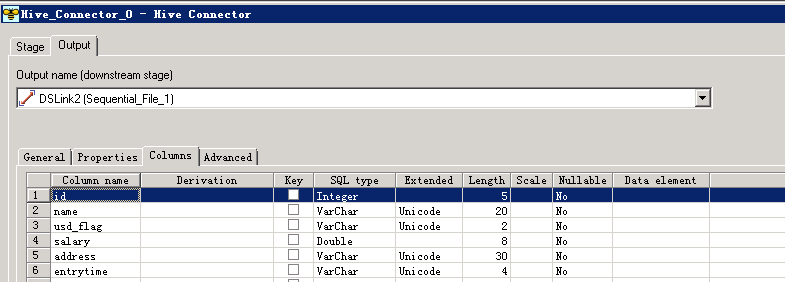 Hive_Connector_0 - Hive Connector
Stage Output
Output name (downstream stage)
DSLink2 (Sequential_File_1)
General Properties Columns Advanced
Column name Derivation Key SQL type Extended Length Scale Nullable Data element
1 id Integer 5 No
2 name VarChar Unicode 20 No
3 usd_flag VarChar Unicode 2 No
4 salary Double 8 No
5 address VarChar Unicode 30 No
6 entrytime VarChar Unicode 4 No